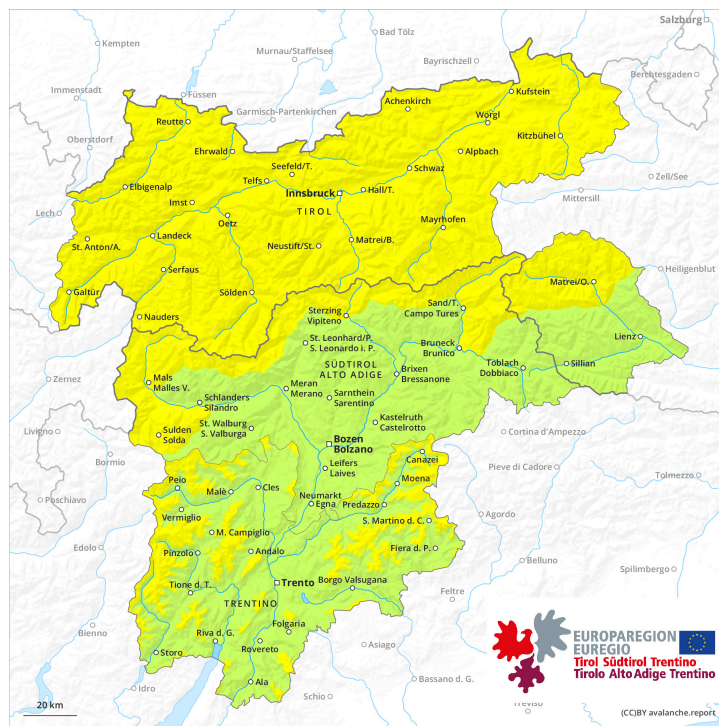 Salzburg
Kempten
Bad Tölz
Murnau/Staffelsee
Bayrischzell
Berchtesgaden
Immenstadt
Füssen
Garmisch-Partenkirchen
Achenkirch
Kufstein
Reutte
Wörgl
Oberstdorf
Kitzbühel
Ehrwald
Alpbach
Seefeld/T.
Schwaz
Zell/See
Telfs
Elbigenalp
Innsbruck
Hall/T.
Mittersill
Imst
TIROL
Lech
Oetz
Mayrhofen
Landeck
Matrei/B.
St. Anton/A.
Neustift/St.
Heiligenblut
Serfaus
Matrei/O.
Galtür
Sölden
Sand/T.
Campo Tures
Nauders
Sterzing
Vipiteno
Lienz
St. Leonhard/P.
S. Leonardo i. P.
Bruneck
Brunico
SÜDTIROL
ALTO ADIGE
Toblach
Dobbiaco
Sillian
Brixen
Bressanone
Zernez
Mals
Malles V.
Meran
Merano
Schlanders
Silandro
Sarnthein
Sarentino
Kastelruth
Castelrotto
Livigno
Sulden
Solda
St. Walburg
S. Valburga
Bozen
Bolzano
Cortina d'Ampezzo
Bormio
Canazei
Pieve di Cadore
Leifers
Laives
Tolmezzo
Peio
Malè
Cles
Moena
Poschiavo
Neumarkt
Egna
Predazzo
Vermiglio
Agordo
S. Martino d. C.
M. Campiglio
Edolo
Pinzolo
Andalo
Fiera d. P.
Belluno
Spilimbergo
Tione d. T.
Trento
Borgo Valsugana
Feltre
TRENTINO
Folgaria
Bienno
Riva d. G.
Rovereto
Asiago
Storo
Ala
Bassano d. G.
Idro
Schio
Treviso
20 km
EUROPAREGION
EUREGIO
Tirol Südtirol Trentino
Tirolo Alto Adige Trentino
(CC)BY avalanche.report